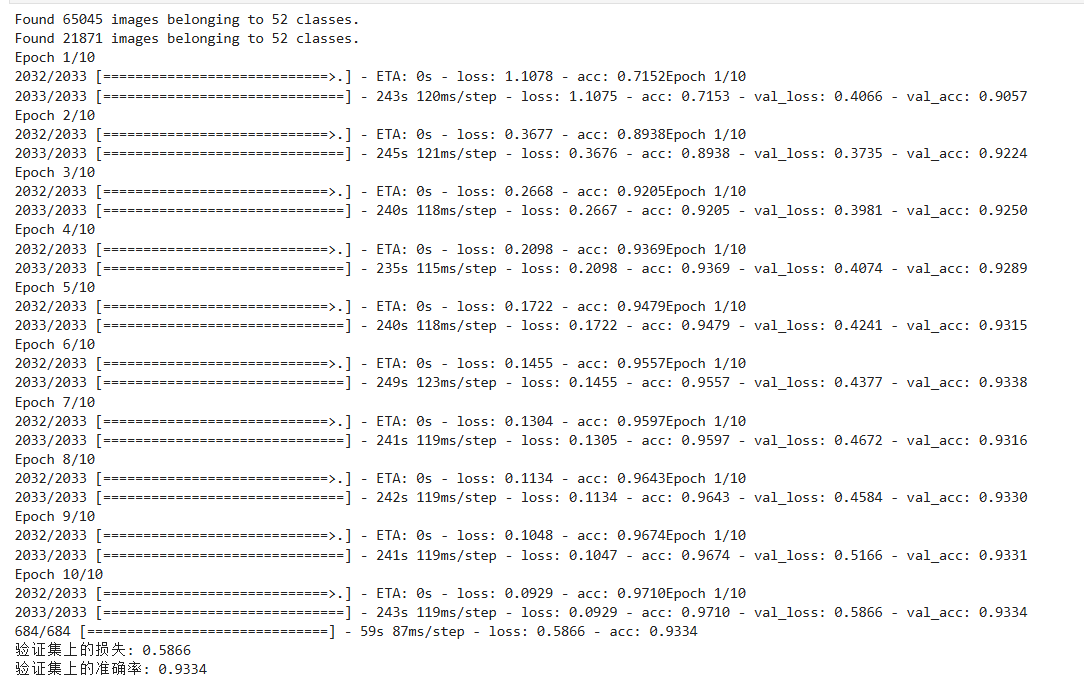 Found 65045 images belonging to 52 classes.
Found 21871 images belonging to 52 classes.
Epoch 1/10
2032/2033 [============================>.] - ETA: 0s - loss: 1.1078 - acc: 0.7152Epoch 1/10
2033/2033 [==============================] - 243s 120ms/step - loss: 1.1075 - acc: 0.7153 - val_loss: 0.4066 - val_acc: 0.9057
Epoch 2/10
2032/2033 [============================>.] - ETA: 0s - loss: 0.3677 - acc: 0.8938Epoch 1/10
2033/2033 [==============================] - 245s 121ms/step - loss: 0.3676 - acc: 0.8938 - val_loss: 0.3735 - val_acc: 0.9224
Epoch 3/10
2032/2033 [============================>.] - ETA: 0s - loss: 0.2668 - acc: 0.9205Epoch 1/10
2033/2033 [==============================] - 240s 118ms/step - loss: 0.2667 - acc: 0.9205 - val_loss: 0.3981 - val_acc: 0.9250
Epoch 4/10
2032/2033 [============================>.] - ETA: 0s - loss: 0.2098 - acc: 0.9369Epoch 1/10
2033/2033 [==============================] - 235s 115ms/step - loss: 0.2098 - acc: 0.9369 - val_loss: 0.4074 - val_acc: 0.9289
Epoch 5/10
2032/2033 [============================>.] - ETA: 0s - loss: 0.1722 - acc: 0.9479Epoch 1/10
2033/2033 [==============================] - 240s 118ms/step - loss: 0.1722 - acc: 0.9479 - val_loss: 0.4241 - val_acc: 0.9315
Epoch 6/10
2032/2033 [============================>.] - ETA: 0s - loss: 0.1455 - acc: 0.9557Epoch 1/10
2033/2033 [==============================] - 249s 123ms/step - loss: 0.1455 - acc: 0.9557 - val_loss: 0.4377 - val_acc: 0.9338
Epoch 7/10
2032/2033 [============================>.] - ETA: 0s - loss: 0.1304 - acc: 0.9597Epoch 1/10
2033/2033 [==============================] - 241s 119ms/step - loss: 0.1305 - acc: 0.9597 - val_loss: 0.4672 - val_acc: 0.9316
Epoch 8/10
2032/2033 [============================>.] - ETA: 0s - loss: 0.1134 - acc: 0.9643Epoch 1/10
2033/2033 [==============================] - 242s 119ms/step - loss: 0.1134 - acc: 0.9643 - val_loss: 0.4584 - val_acc: 0.9330
Epoch 9/10
2032/2033 [============================>.] - ETA: 0s - loss: 0.1048 - acc: 0.9674Epoch 1/10
2033/2033 [==============================] - 241s 119ms/step - loss: 0.1047 - acc: 0.9674 - val_loss: 0.5166 - val_acc: 0.9331
Epoch 10/10
2032/2033 [============================>.] - ETA: 0s - loss: 0.0929 - acc: 0.9710Epoch 1/10
2033/2033 [==============================] - 243s 119ms/step - loss: 0.0929 - acc: 0.9710 - val_loss: 0.5866 - val_acc: 0.9334
684/684 [==============================] - 59s 87ms/step - loss: 0.5866 - acc: 0.9334
验证集上的损失: 0.5866
验证集上的准确率: 0.9334